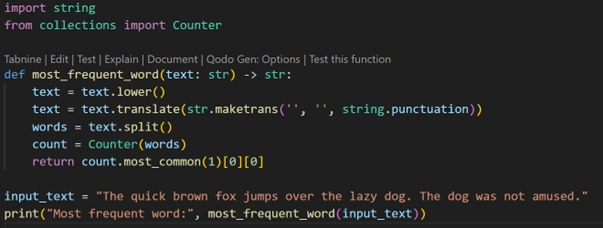 import string
from collections import Counter
Tabnine | Edit | Test | Explain | Document | Qodo Gen: Options | Test this function
def most_frequent_word(text: str) -> str:
    text = text.lower()
    text = text.translate(str.maketrans('', '', string.punctuation))
    words = text.split()
    count = Counter(words)
    return count.most_common(1)[0][0]
input_text = "The quick brown fox jumps over the lazy dog. The dog was not amused."
print("Most frequent word:", most_frequent_word(input_text))